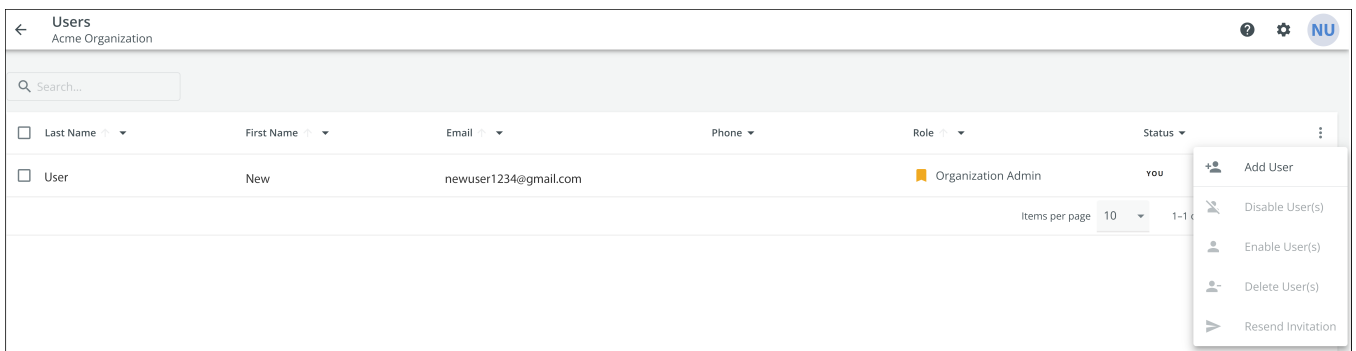 Users
Acme Organization
NU
Search...
Last Name First Name Email Phone Role Status
User New newuser1234@gmail.com Organization Admin YOU
Items per page 10 1–1
Add User
Disable User(s)
Enable User(s)
Delete User(s)
Resend Invitation